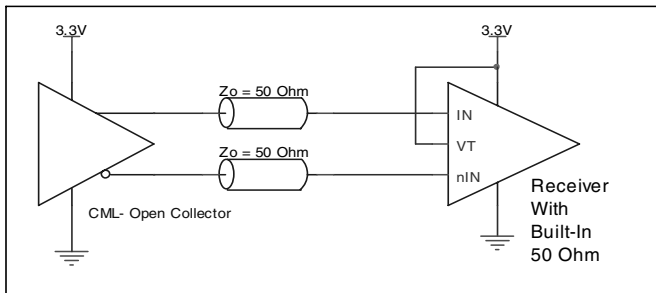 3.3V
3.3V
Zo = 50 Ohm
IN
VT
Zo = 50 Ohm
nIN
CML- Open Collector
Receiver
With
Built-In
50 Ohm